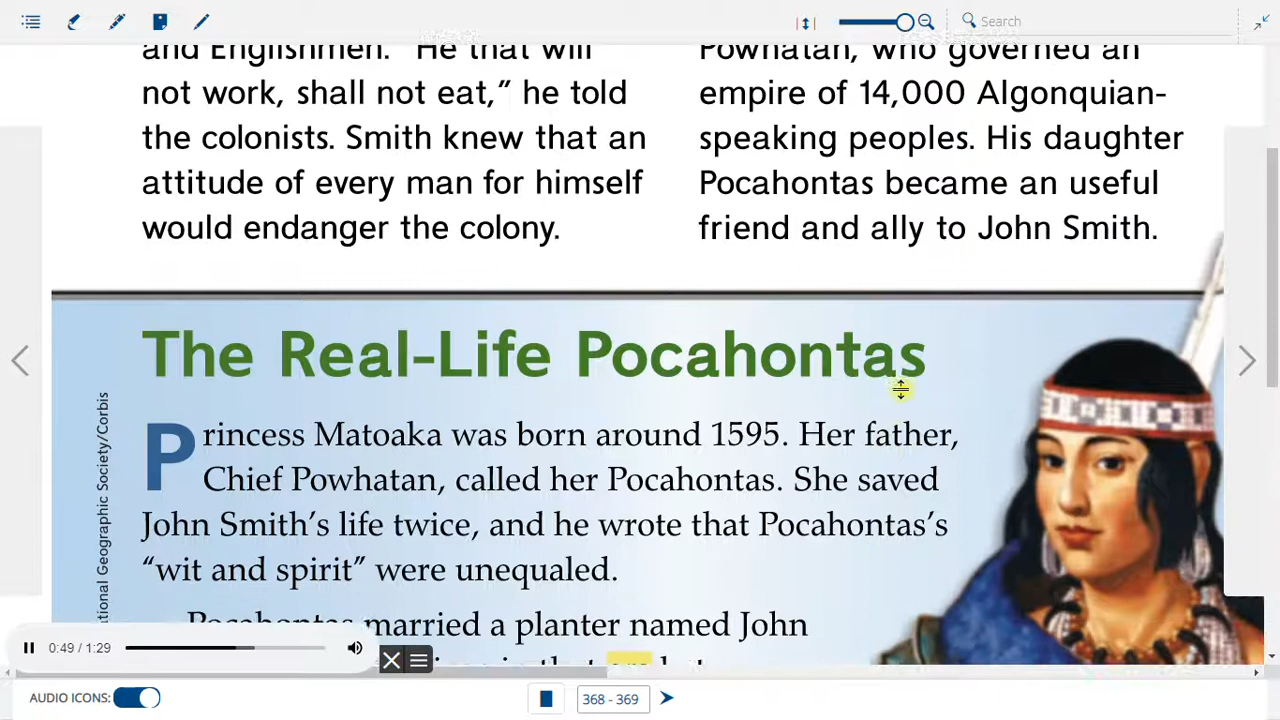 Search
and Englishmen. "He that will
not work, shall not eat," he told
the colonists. Smith knew that an
attitude of every man for himself
would endanger the colony.
Powhatan, who governed an
empire of 14,000 Algonquian-
speaking peoples. His daughter
Pocahontas became an useful
friend and ally to John Smith.
The Real-Life Pocahontas
Princess Matoaka was born around 1595. Her father,
Chief Powhatan, called her Pocahontas. She saved
John Smith's life twice, and he wrote that Pocahontas's
"wit and spirit" were unequaled.
Pocahontas married a planter named John
ational Geographic Society/Corbis
0:49 / 1:29
AUDIO ICONS:
368 - 369